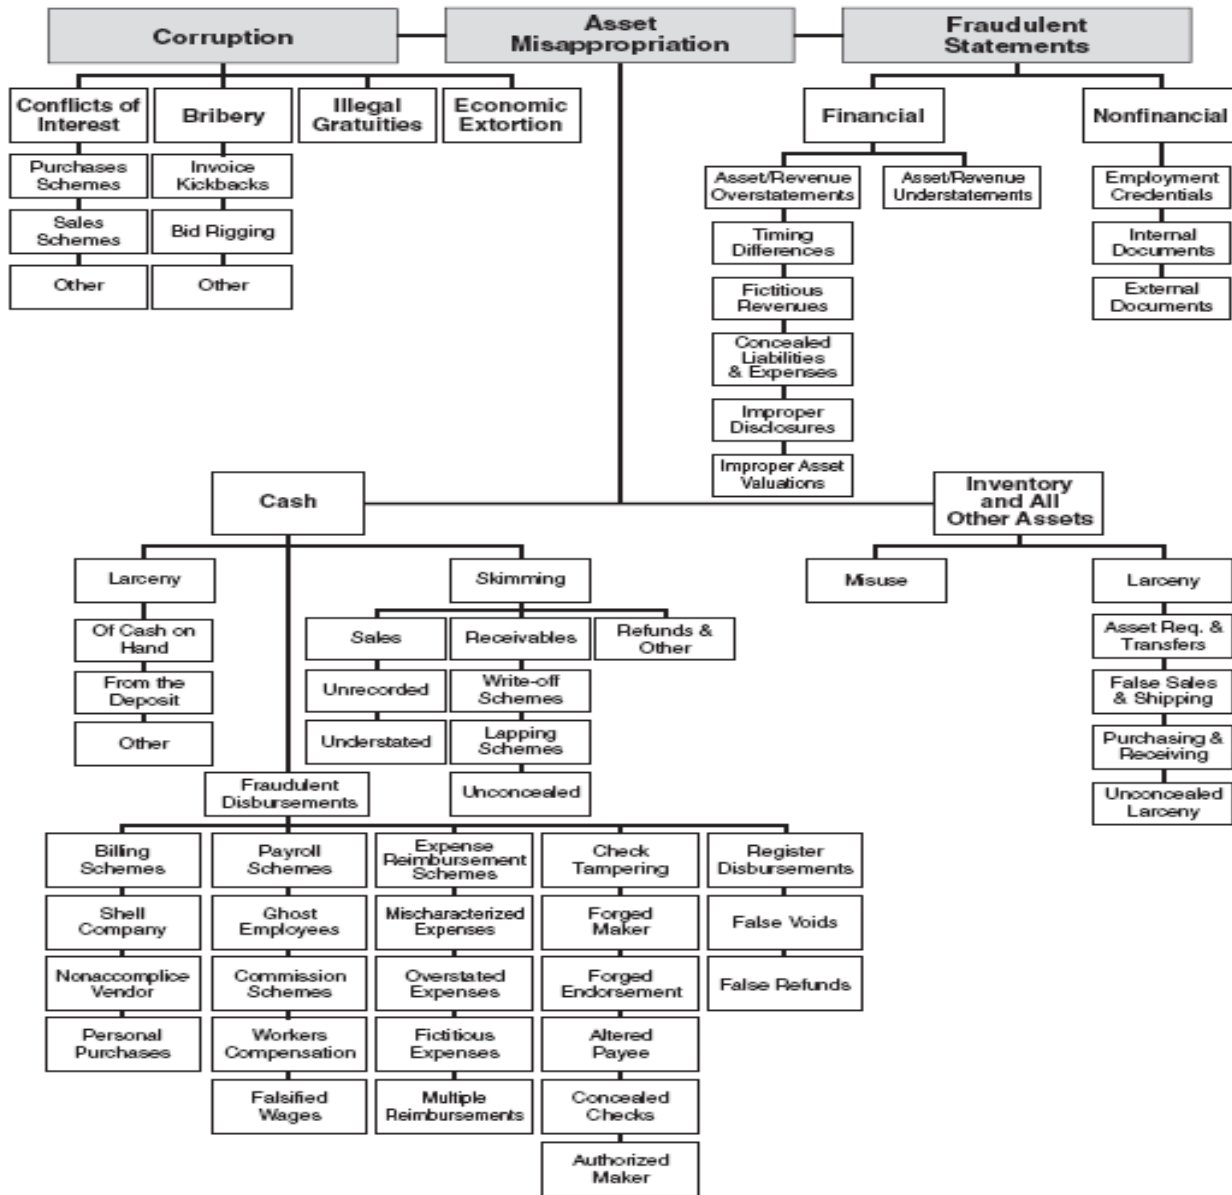 Corruption
Asset
Misappropriation
Fraudulent
Statements
Conflicts of
Interest
Bribery
Illegal
Gratuities
Economic
Extortion
Financial
Nonfinancial
Purchases
Schemes
Invoice
Kickbacks
Asset/Revenue
Overstatements
Asset/Revenue
Understatements
Employment
Credentials
Sales
Schemes
Bid Rigging
Timing
Differences
Internal
Documents
Other
Other
Fictitious
Revenues
External
Documents
Concealed
Liabilities
& Expenses
Improper
Disclosures
Improper Asset
Valuations
Cash
Inventory
and All
Other Assets
Larceny
Skimming
Misuse
Larceny
Of Cash on
Hand
Sales
Receivables
Refunds &
Other
Asset Req. &
Transfers
From the
Deposit
Unrecorded
Write-off
Schemes
False Sales
& Shipping
Other
Understated
Lapping
Schemes
Purchasing &
Receiving
Fraudulent
Disbursements
Unconcealed
Unconcealed
Larceny
Billing
Schemes
Payroll
Schemes
Expense
Reimbursement
Schemes
Check
Tampering
Register
Disbursements
Shell
Company
Ghost
Employees
Mischaracterized
Expenses
Forged
Maker
False Voids
Nonaccomplice
Vendor
Commission
Schemes
Overstated
Expenses
Forged
Endorsement
False Refunds
Personal
Purchases
Workers
Compensation
Fictitious
Expenses
Altered
Payee
Falsified
Wages
Multiple
Reimbursements
Concealed
Checks
Authorized
Maker